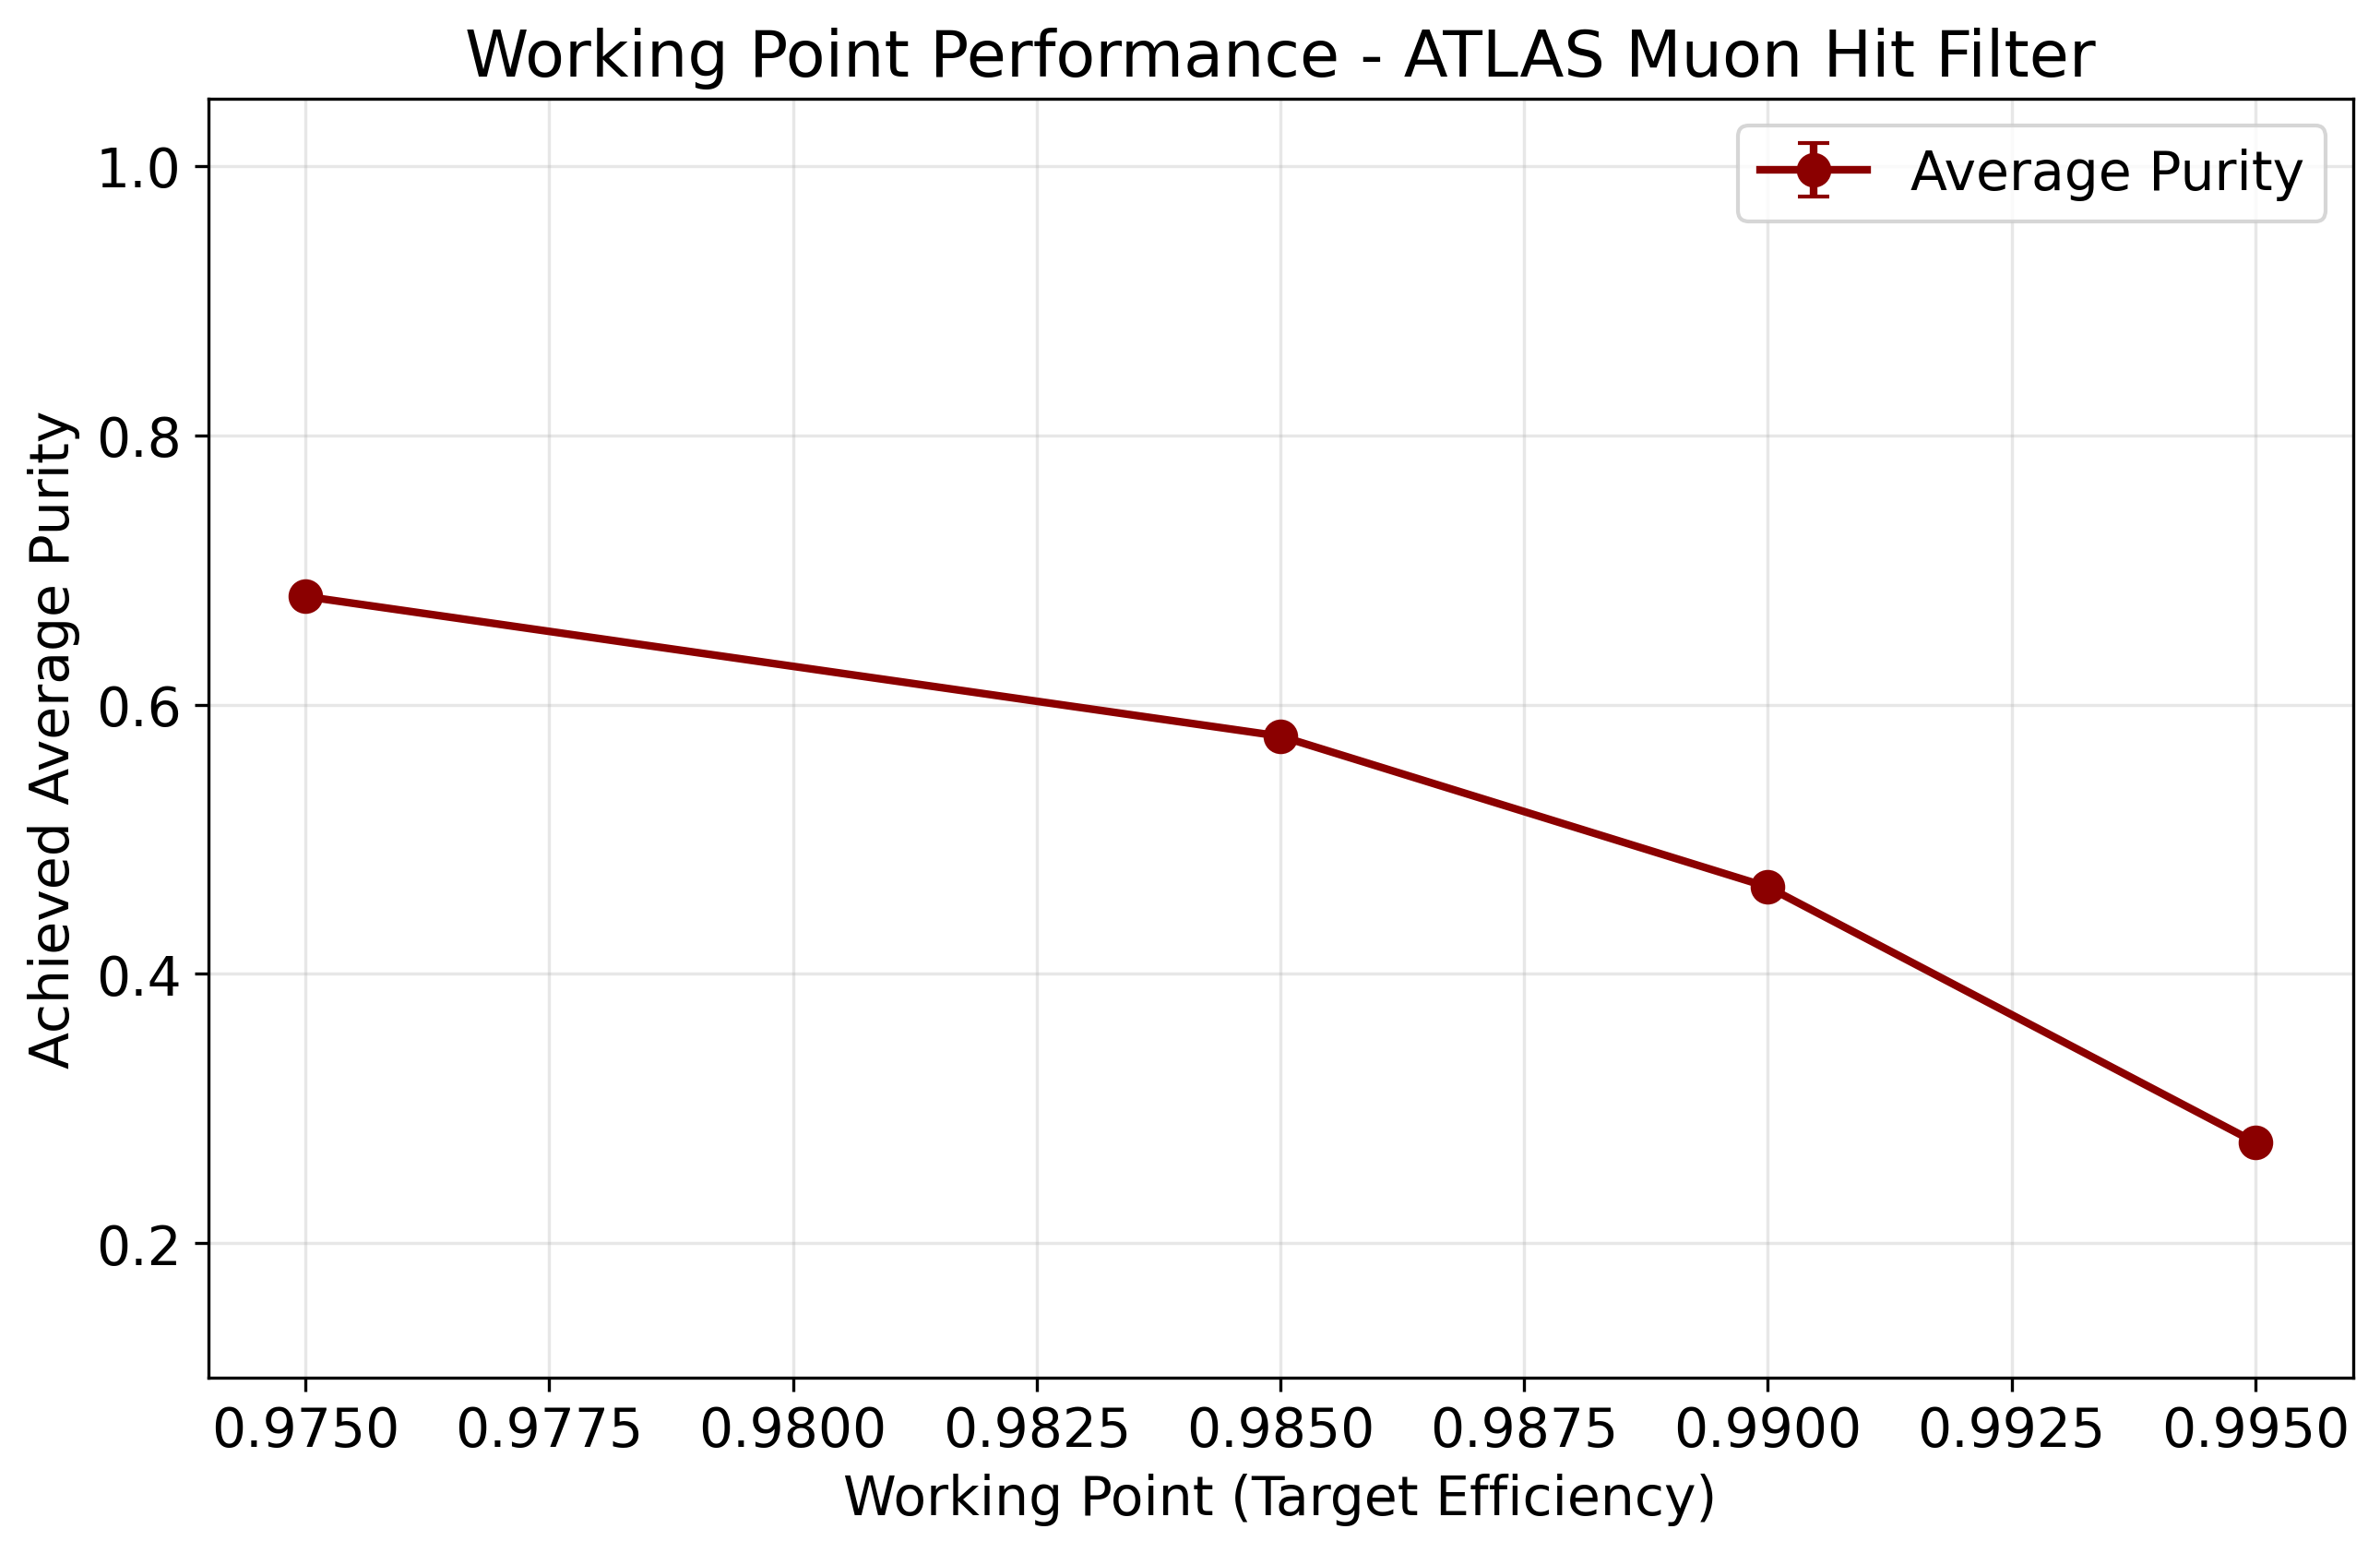 Working Point Performance - ATLAS Muon Hit Filter
Average Purity
Achieved Average Purity
1.0
0.8
0.6
0.4
0.2
0.9750 0.9775 0.9800 0.9825 0.9850 0.9875 0.9900 0.9925 0.9950
Working Point (Target Efficiency)